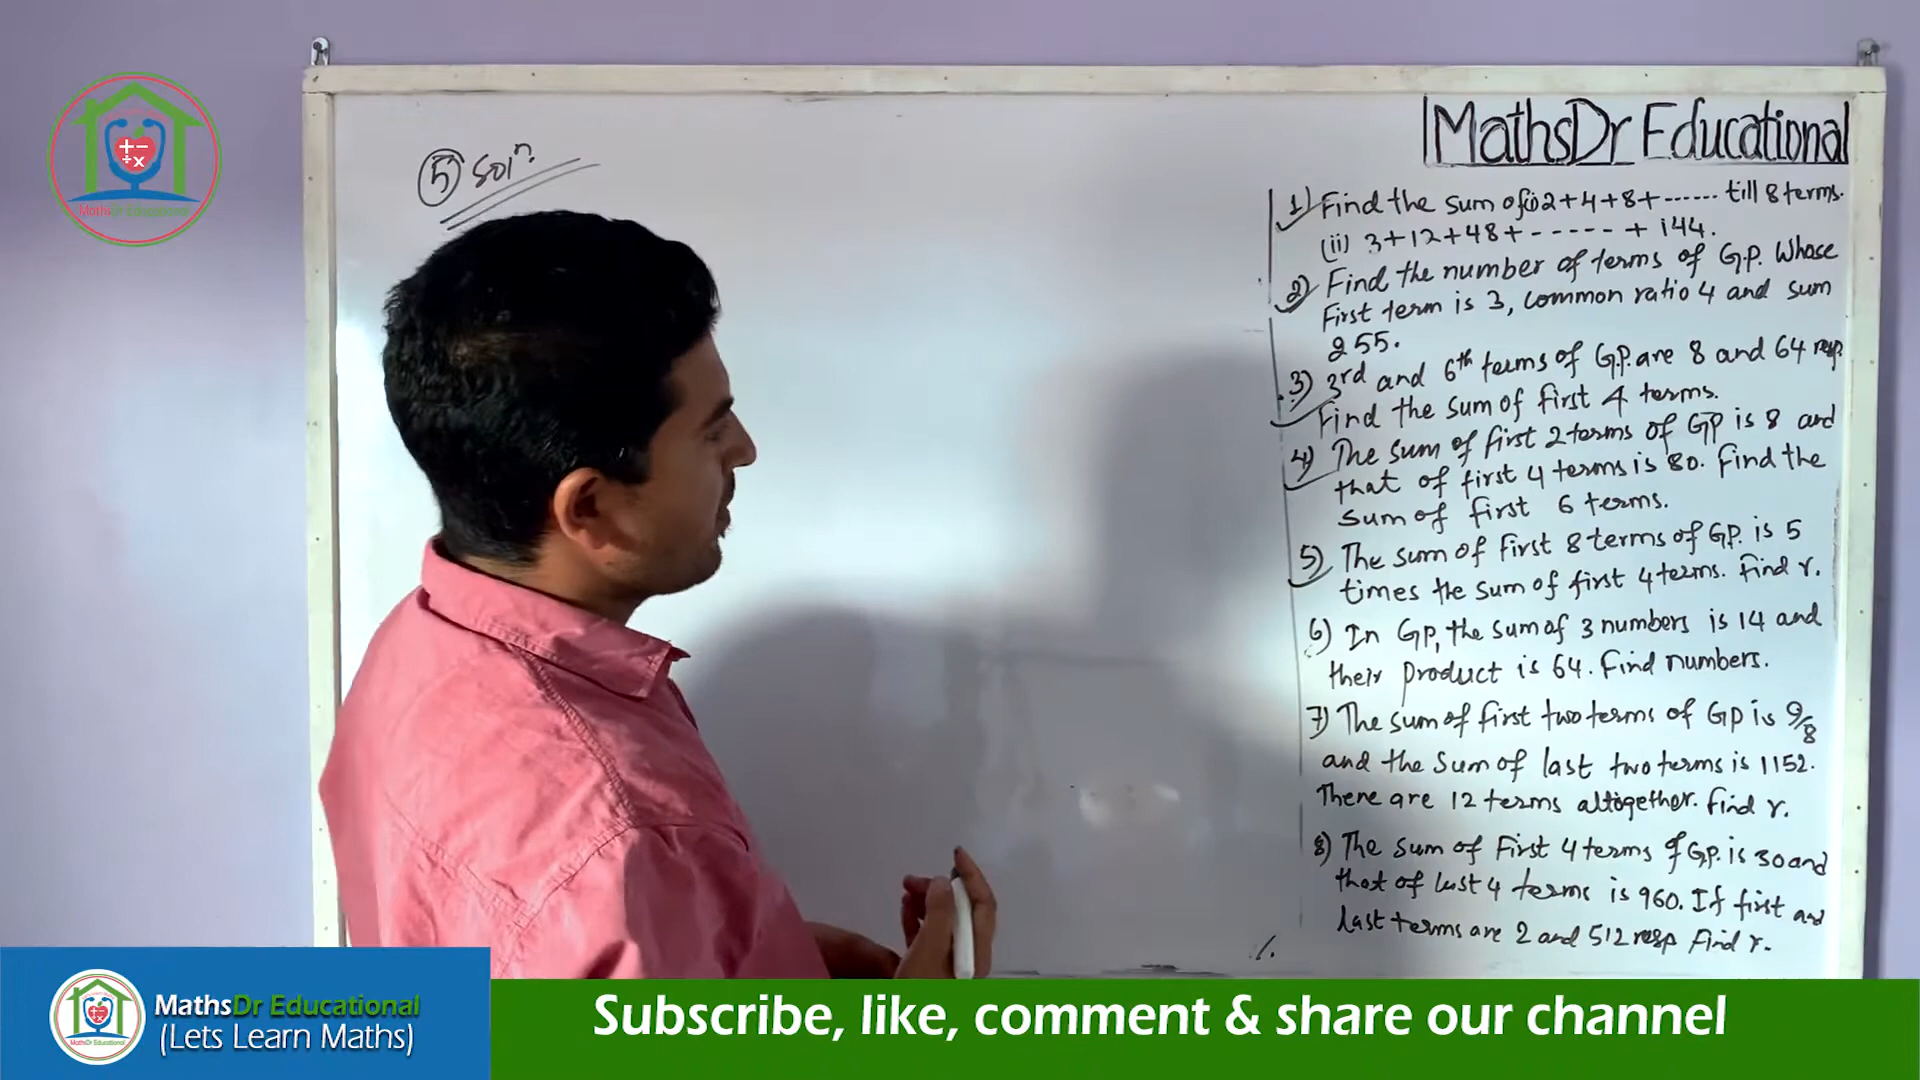 MathsDr Educational
5 Solⁿ.
MathsDr Educational
1) Find the sum of (i) 2+4+8+------ till 8 terms.
(ii) 3+12+48+------+ 144.
2) Find the number of terms of G.P. Whose
First term is 3, common ratio 4 and sum
255.
3) 3rd and 6th terms of G.P. are 8 and 64 resp.
Find the sum of first 4 terms.
4) The sum of first 2 terms of GP is 8 and
that of first 4 terms is 80. Find the
sum of first 6 terms.
5) The sum of First 8 terms of GP. is 5
times the sum of first 4 terms. Find r.
6) In GP, the sum of 3 numbers is 14 and
their product is 64. Find numbers.
7) The sum of first two terms of GP is 9/8
and the sum of last two terms is 1152.
There are 12 terms altogether. Find r.
8) The sum of First 4 terms of G.P. is 30 and
that of last 4 terms is 960. If first and
last terms are 2 and 512 resp Find r.
MathsDr Educational
MathsDr Educational
(Lets Learn Maths)
Subscribe, like, comment & share our channel